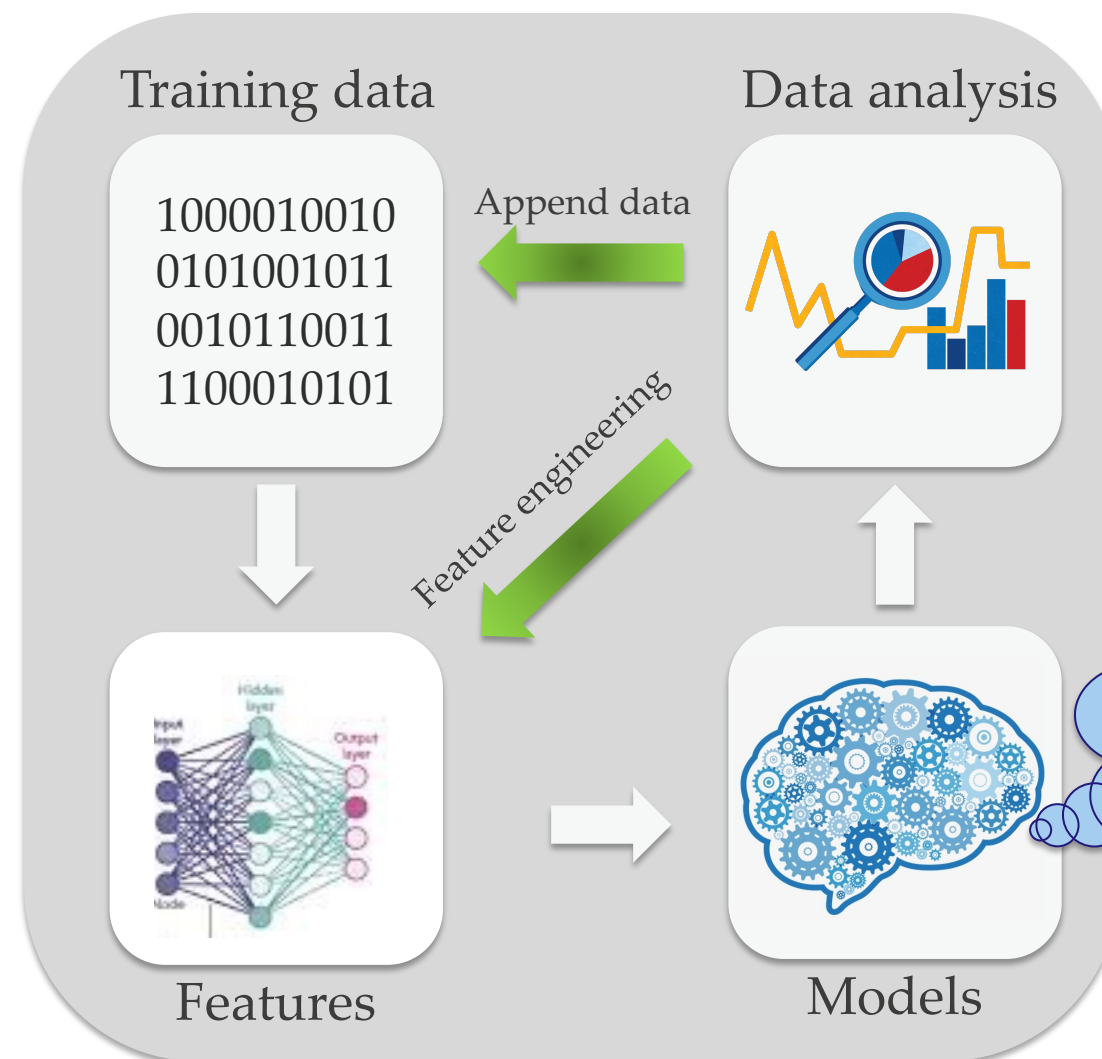 Training data
Data analysis
1000010010
0101001011
0010110011
1100010101
Append data
Feature engineering
Hidden
layer
Input
layer
Output
layer
Node
Features
Models